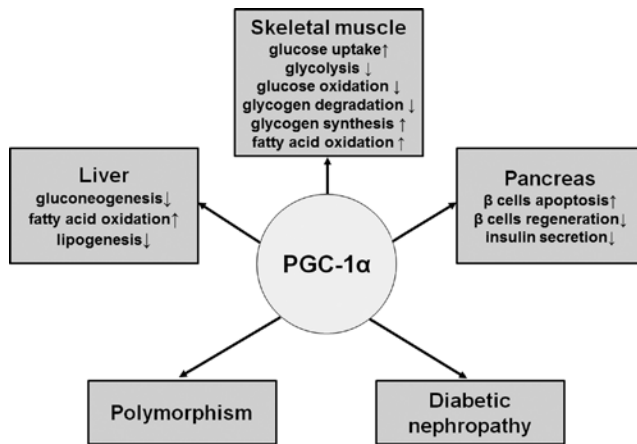 Skeletal muscle
glucose uptake↑
glycolysis ↓
glucose oxidation ↓
glycogen degradation ↓
glycogen synthesis ↑
fatty acid oxidation ↑
Liver
gluconeogenesis↓
fatty acid oxidation↑
lipogenesis↓
Pancreas
β cells apoptosis↑
β cells regeneration↓
insulin secretion↓
PGC-1α
Polymorphism
Diabetic
nephropathy